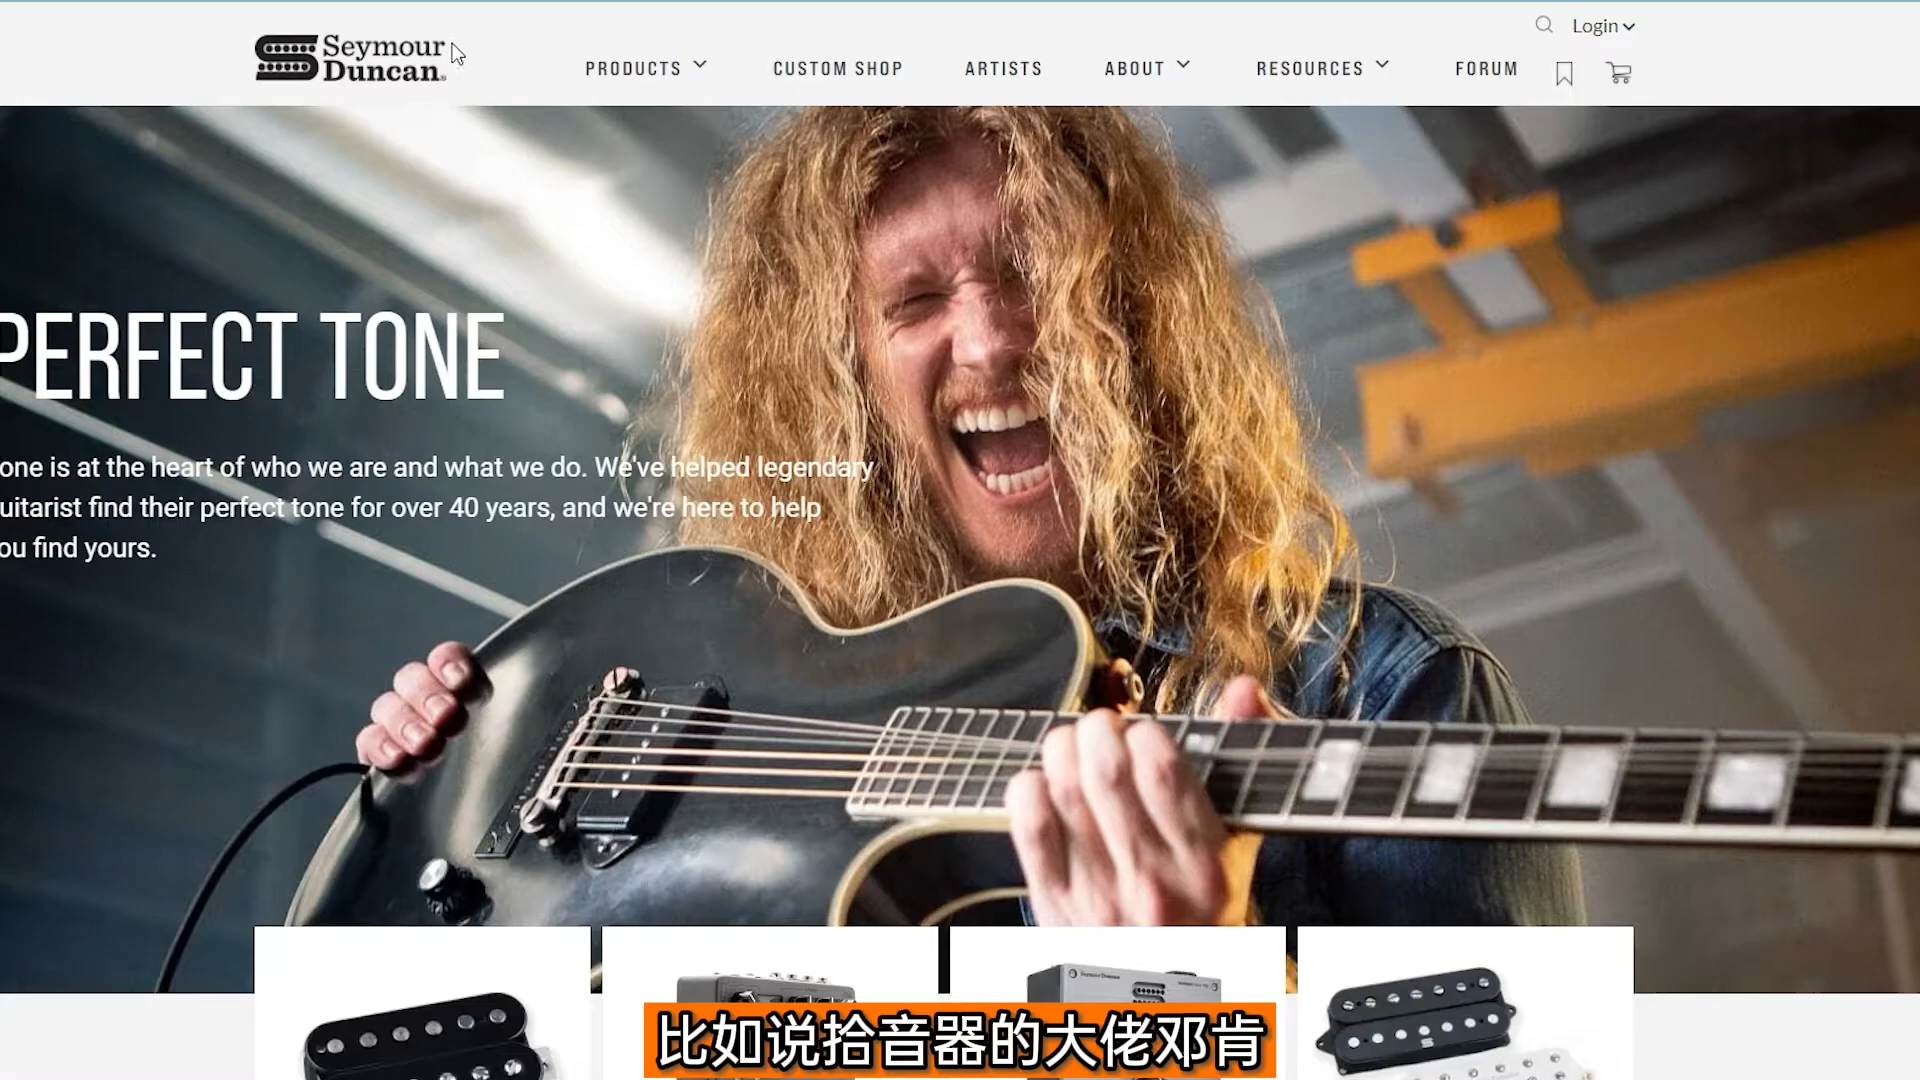 Login
Seymour
Duncan
PRODUCTS
CUSTOM SHOP
ARTISTS
ABOUT
RESOURCES
FORUM
PERFECT TONE
one is at the heart of who we are and what we do. We've helped legendary
uitarist find their perfect tone for over 40 years, and we're here to help
ou find yours.
比如说拾音器的大佬邓肯